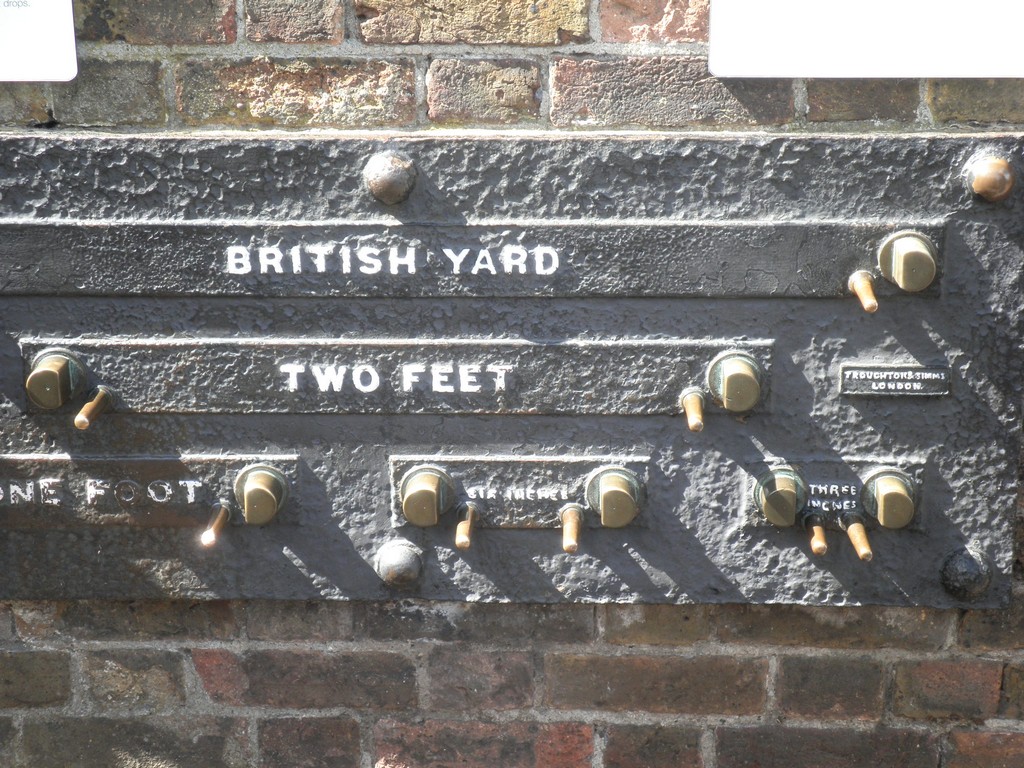 drops.
BRITISH YARD
TWO FEET
TROUGHTON & SIMMS
LONDON.
ONE FOOT
SIX INCHES
THREE
INCHES